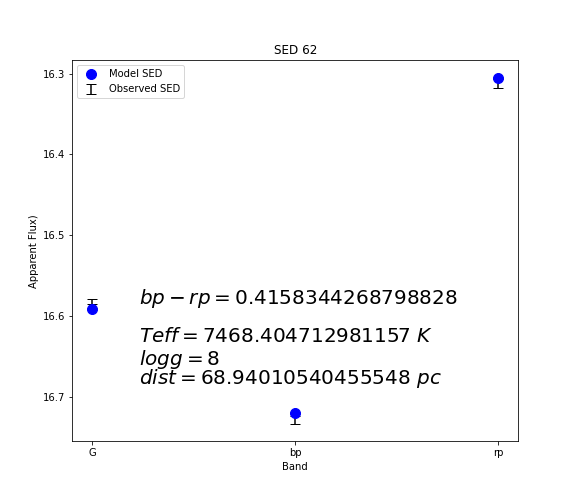 SED 62
Model SED
Observed SED
16.3
16.4
16.5
16.6
16.7
Apparent Flux)
bp − rp = 0.4158344268798828
Teff = 7468.404712981157 K
logg = 8
dist = 68.94010540455548 pc
G
bp
rp
Band